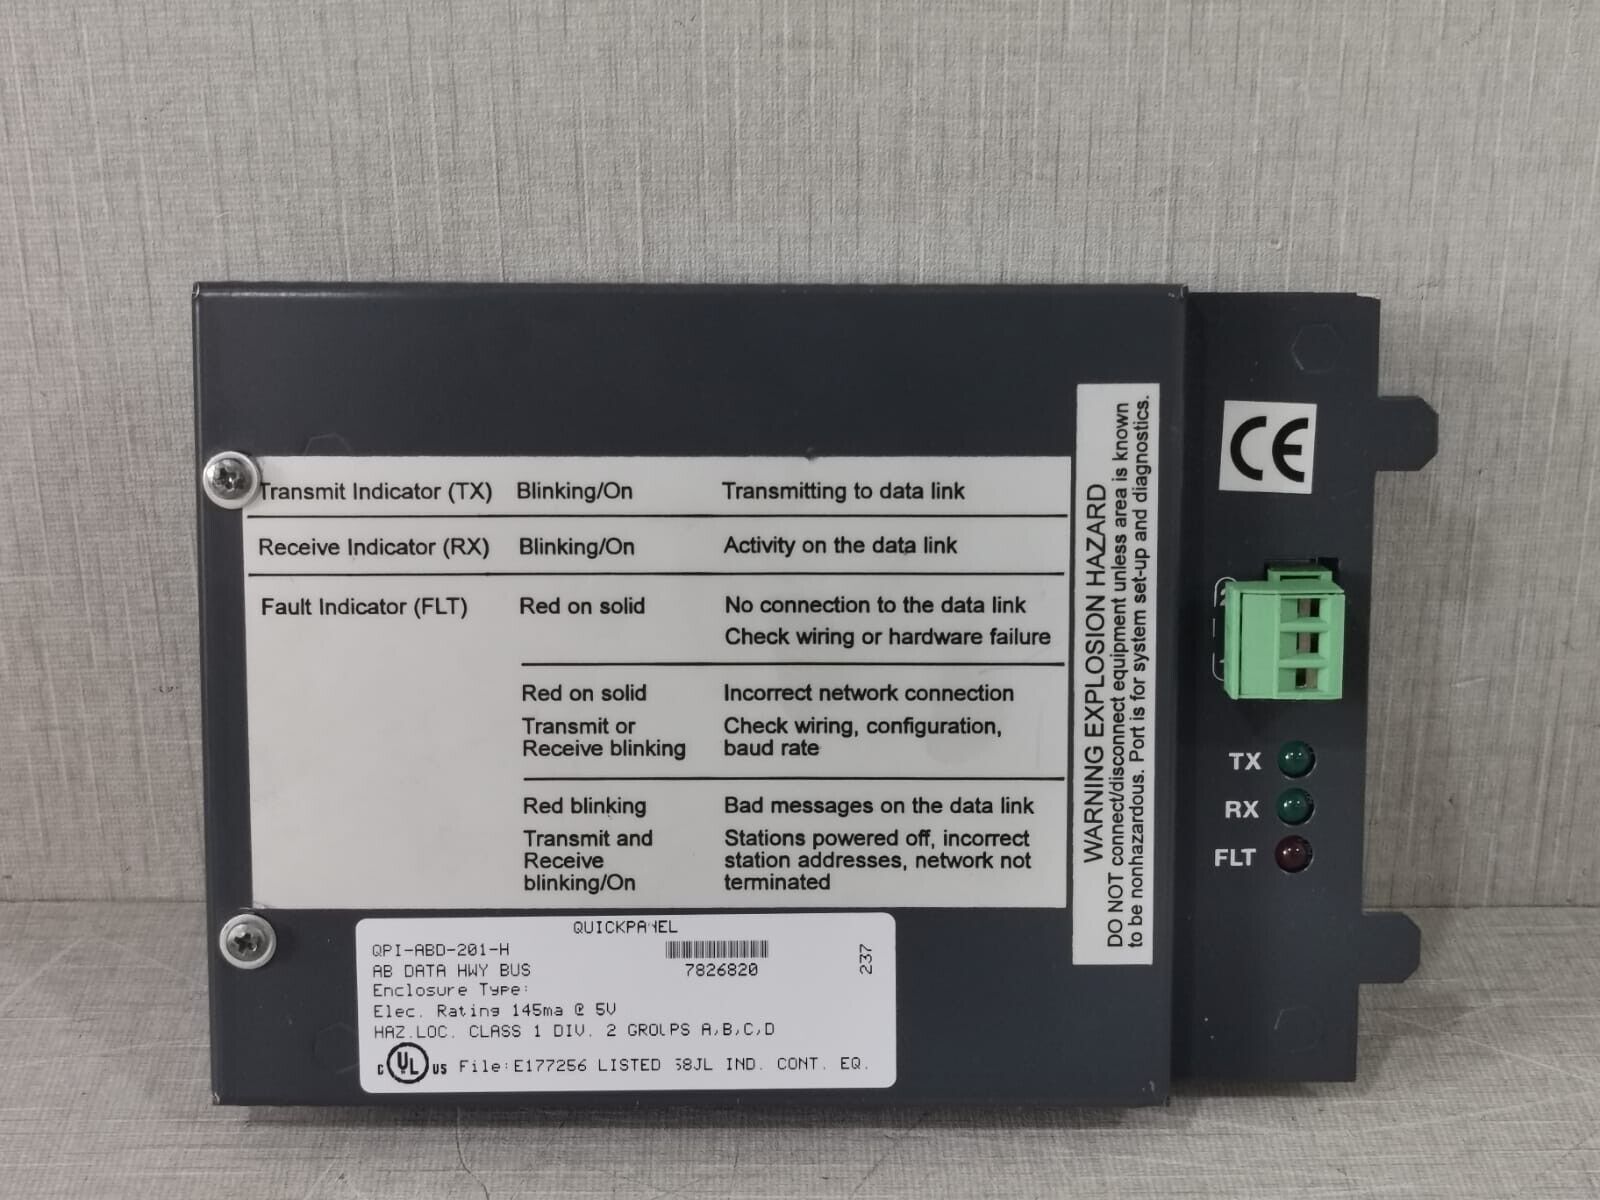 Transmit Indicator (TX) Blinking/On Transmitting to data link
Receive Indicator (RX) Blinking/On Activity on the data link
Fault Indicator (FLT) Red on solid No connection to the data link
Check wiring or hardware failure
Red on solid Incorrect network connection
Transmit or Check wiring, configuration,
Receive blinking baud rate
Red blinking Bad messages on the data link
Transmit and Stations powered off, incorrect
Receive station addresses, network not
blinking/On terminated
WARNING EXPLOSION HAZARD
DO NOT connect/disconnect equipment unless area is known
to be nonhazardous. Port is for system set-up and diagnostics.
CE
TX
RX
FLT
QUICKPANEL
QPI-ABD-201-H
AB DATA HWY BUS 7826820
237
Enclosure Type:
Elec. Rating 145ma @ 5V
HAZ.LOC. CLASS 1 DIV. 2 GROUPS A,B,C,D
C UL US File:E177256 LISTED 58JL IND. CONT. EQ.